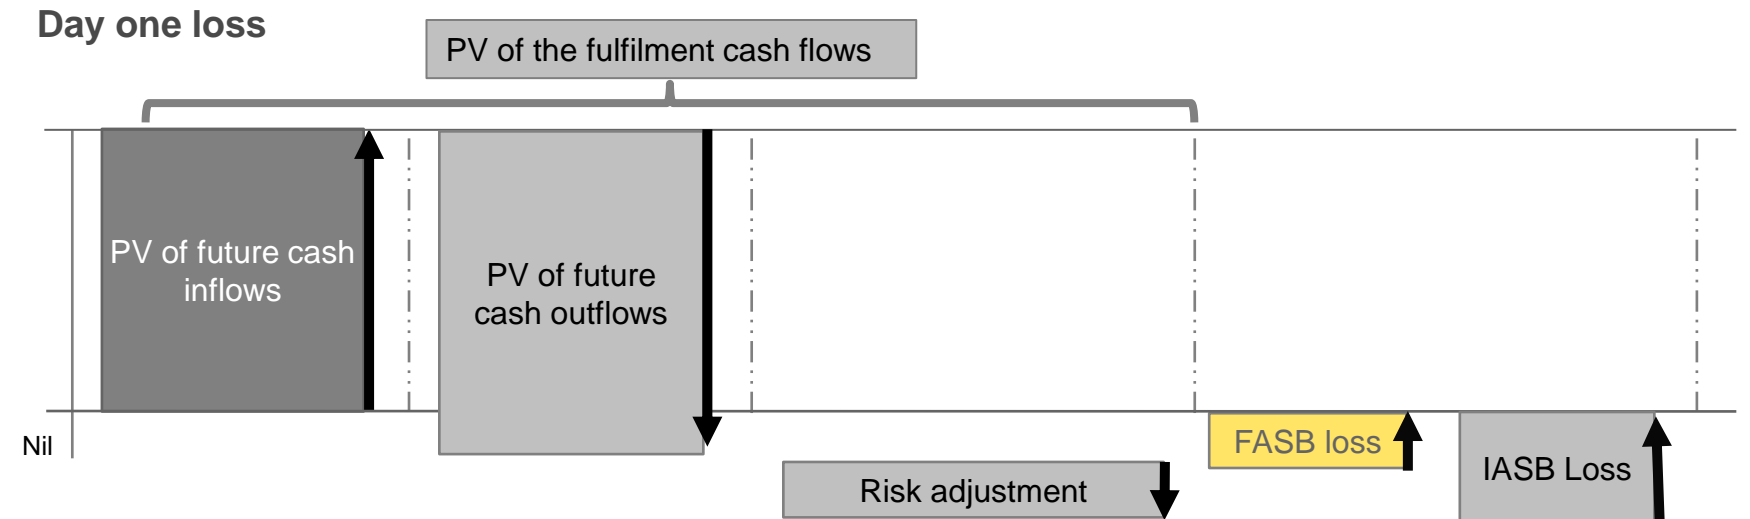 Day one loss
PV of the fulfilment cash flows
PV of future cash
inflows
PV of future
cash outflows
Nil
FASB loss
IASB Loss
Risk adjustment